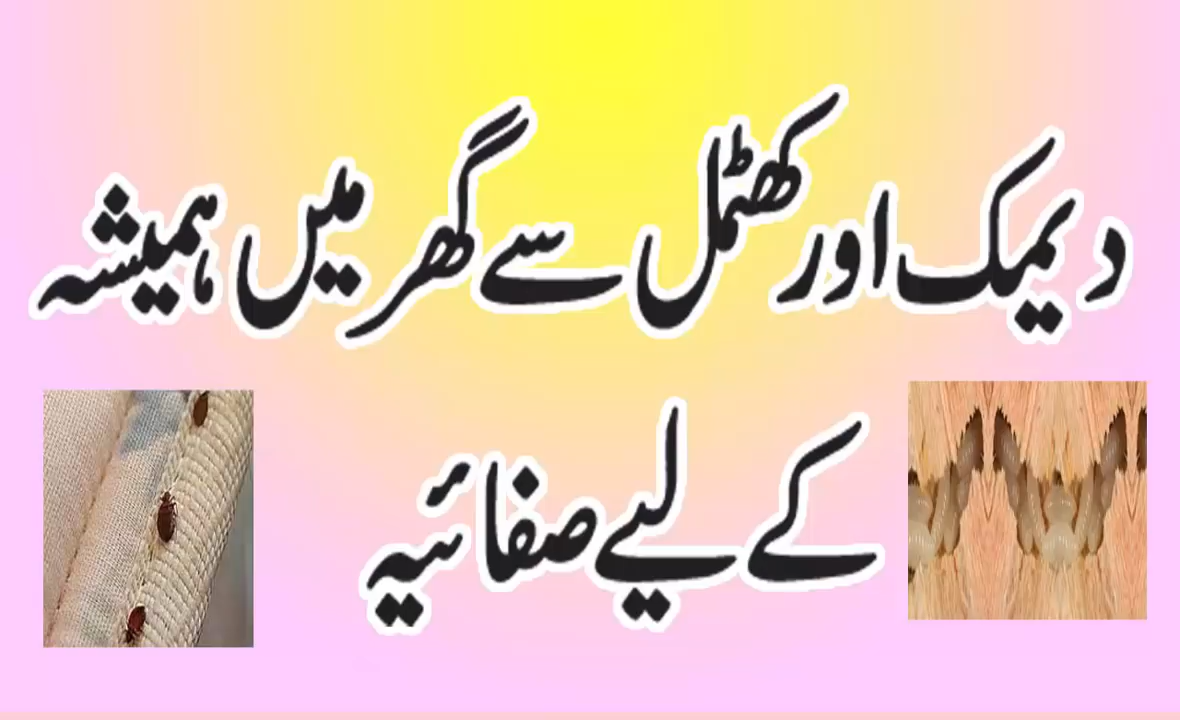 دیمک اور کھٹمل سے گھر میں ہمیشہ
کے لیے صفائیہ